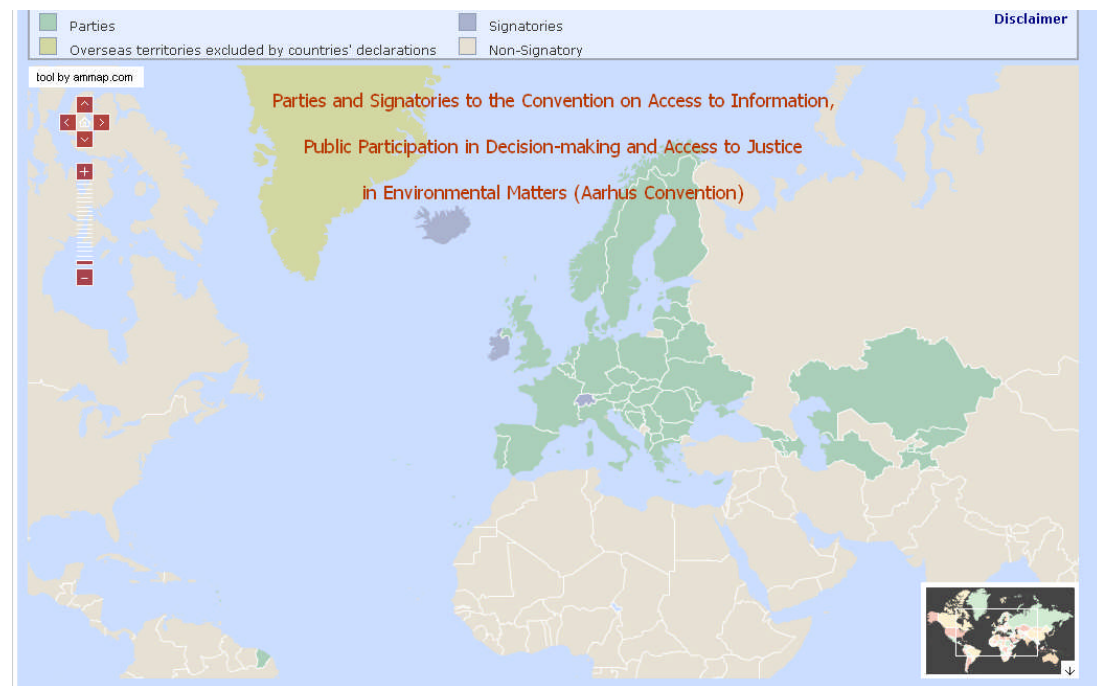 Parties
Signatories
Disclaimer
Overseas territories excluded by countries' declarations
Non-Signatory
tool by ammap.com
Parties and Signatories to the Convention on Access to Information,
Public Participation in Decision-making and Access to Justice
in Environmental Matters (Aarhus Convention)